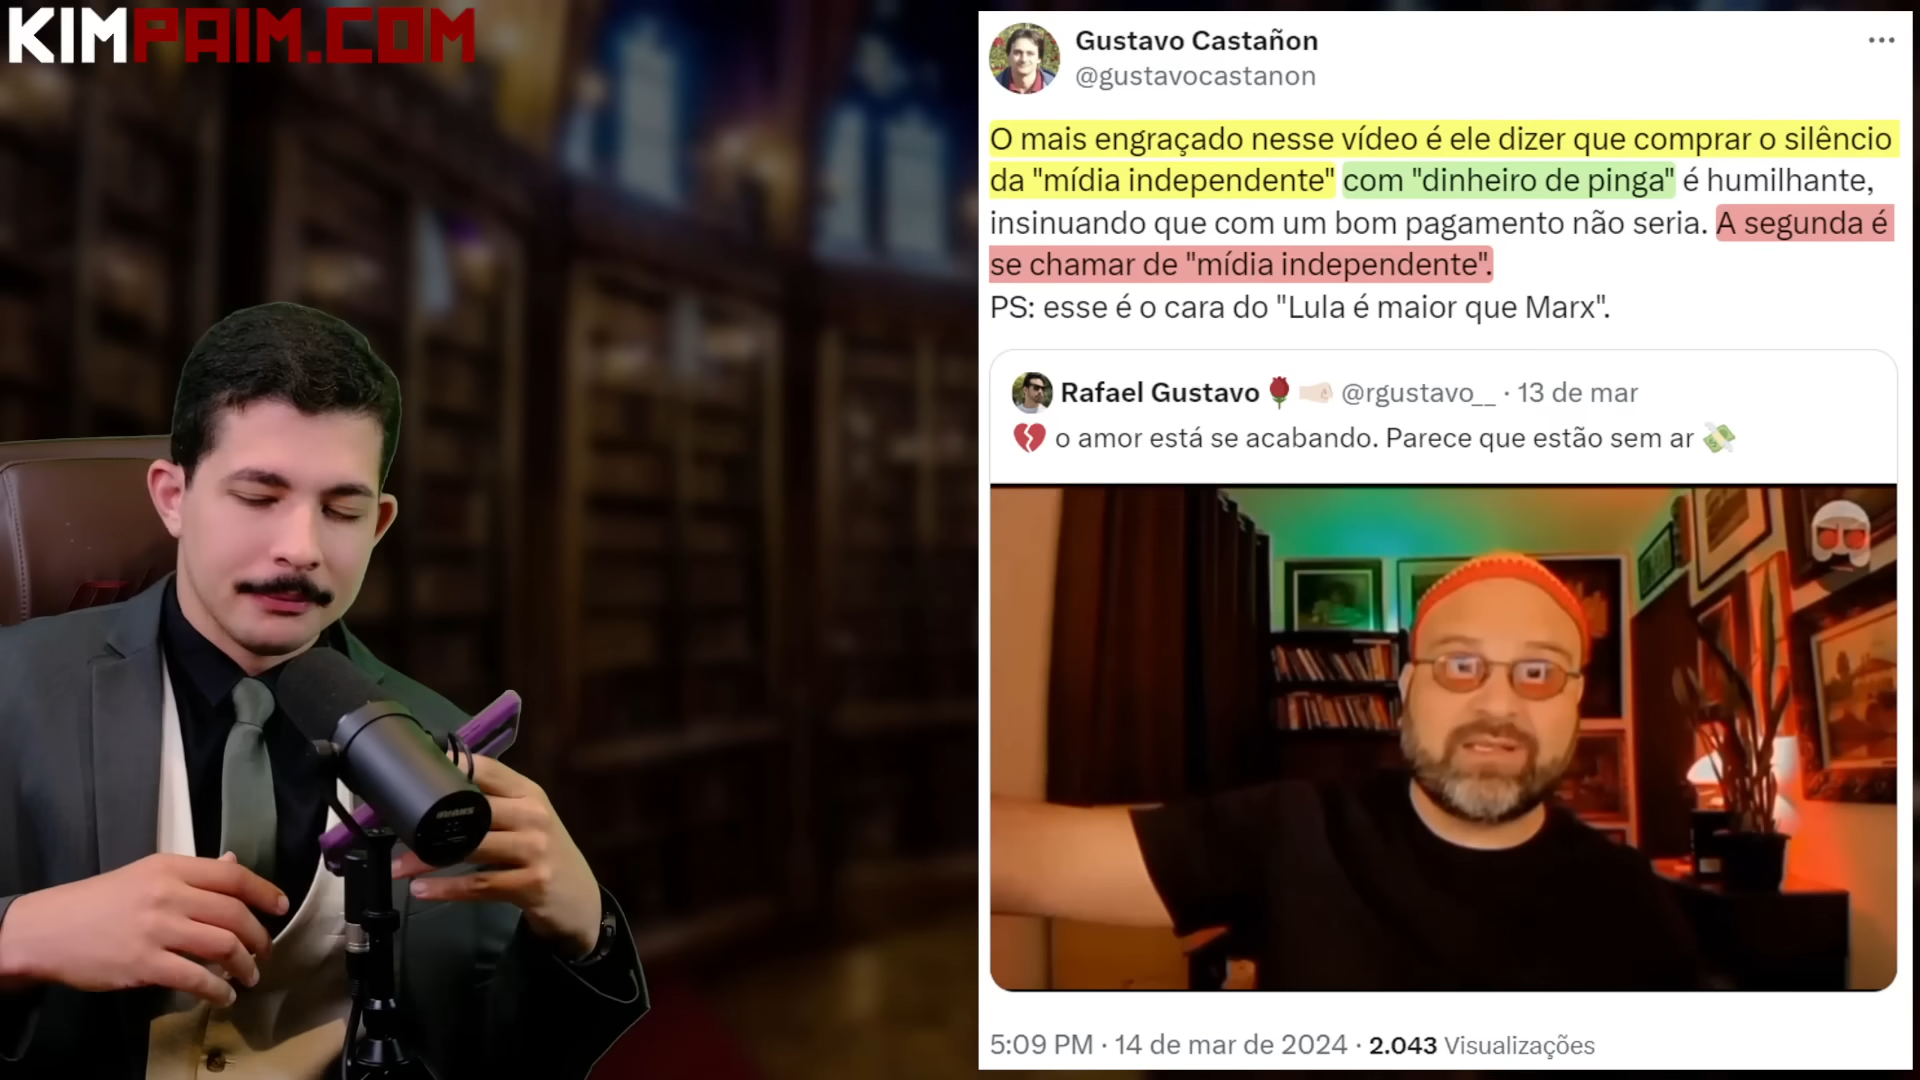 KIMPAIM.COM
Gustavo Castañon
@gustavocastanon
O mais engraçado nesse vídeo é ele dizer que comprar o silêncio
da "mídia independente" com "dinheiro de pinga" é humilhante,
insinuando que com um bom pagamento não seria. A segunda é
se chamar de "mídia independente".
PS: esse é o cara do "Lula é maior que Marx".
Rafael Gustavo 🌹🤛🏻 @rgustavo__ · 13 de mar
💔 o amor está se acabando. Parece que estão sem ar 💸
5:09 PM · 14 de mar de 2024 · 2.043 Visualizações